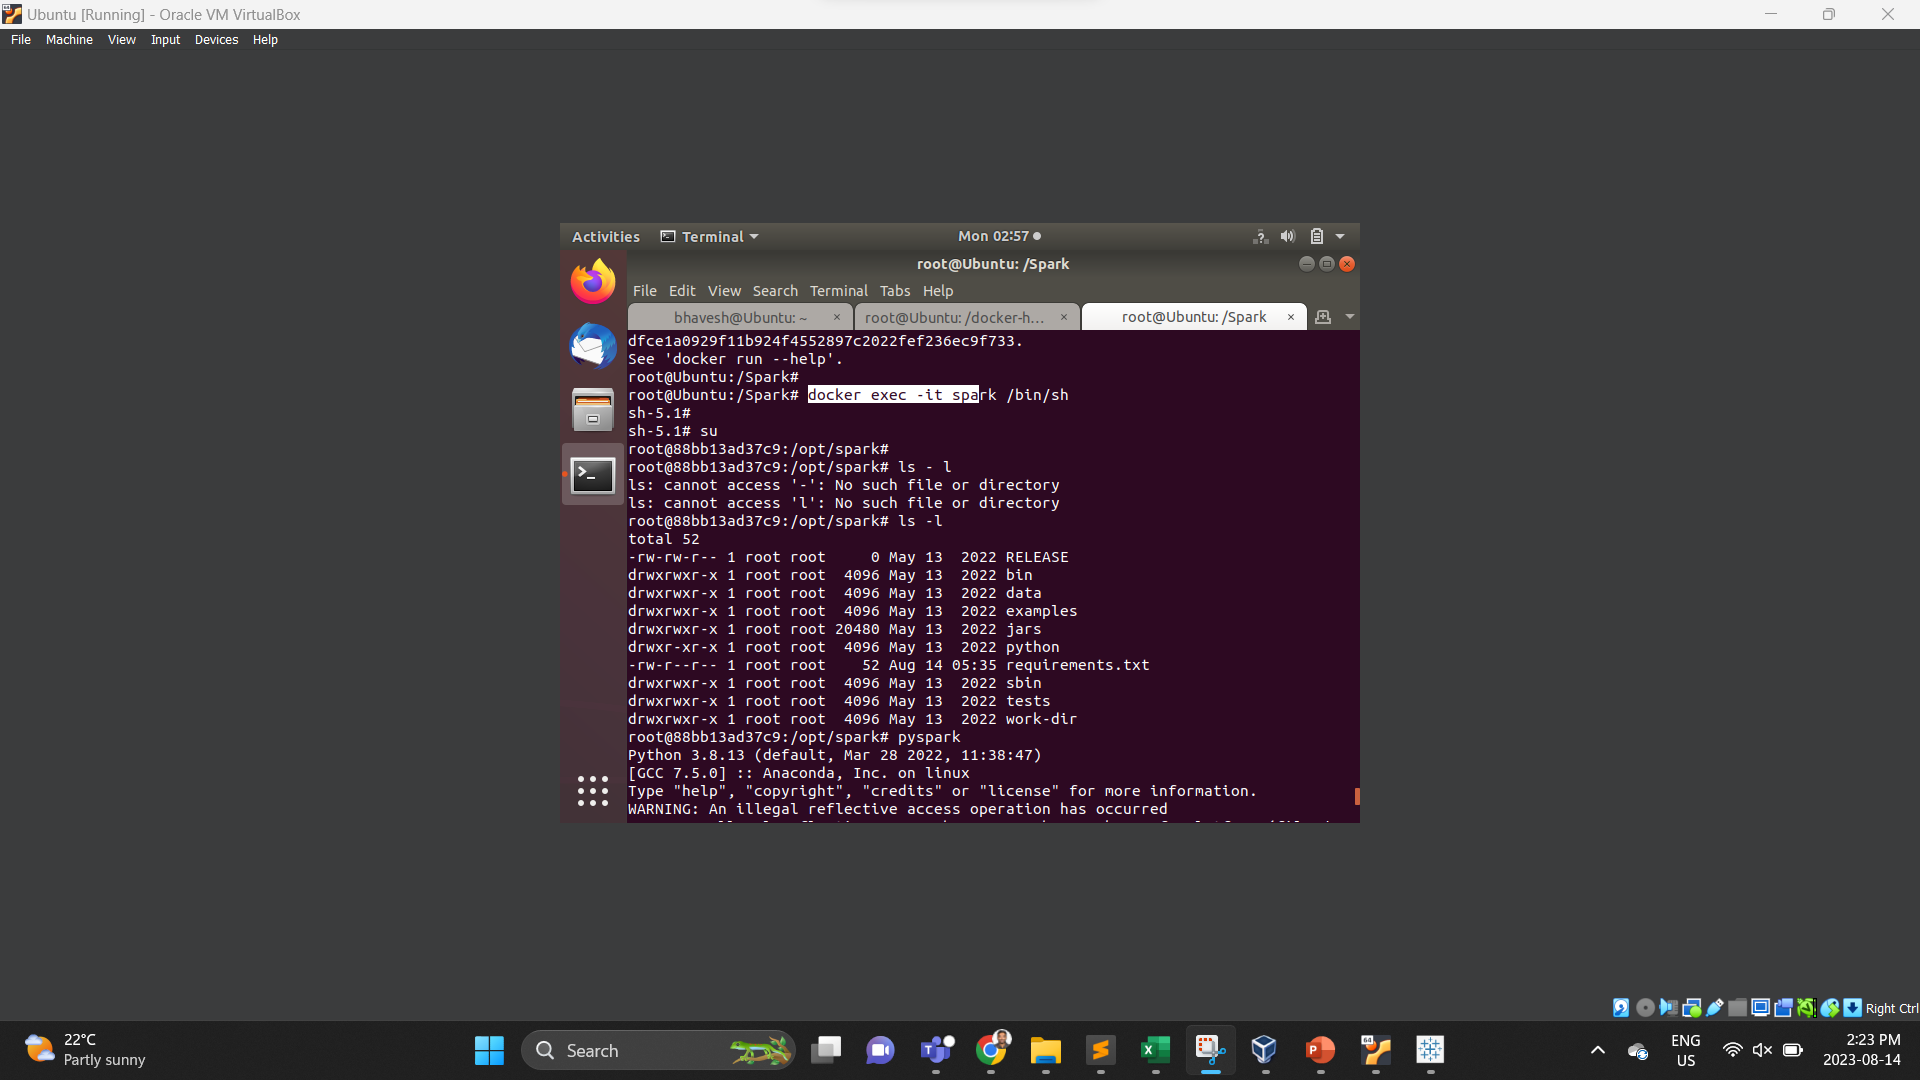 Ubuntu [Running] - Oracle VM VirtualBox
File Machine View Input Devices Help
Activities Terminal Mon 02:57
root@Ubuntu: /Spark
File Edit View Search Terminal Tabs Help
bhavesh@Ubuntu: ~ × root@Ubuntu: /docker-h... × root@Ubuntu: /Spark ×
dfce1a0929f11b924f4552897c2022fef236ec9f733.
See 'docker run --help'.
root@Ubuntu:/Spark#
root@Ubuntu:/Spark# docker exec -it spark /bin/sh
sh-5.1#
sh-5.1# su
root@88bb13ad37c9:/opt/spark#
root@88bb13ad37c9:/opt/spark# ls - l
ls: cannot access '-': No such file or directory
ls: cannot access 'l': No such file or directory
root@88bb13ad37c9:/opt/spark# ls -l
total 52
-rw-rw-r-- 1 root root     0 May 13  2022 RELEASE
drwxrwxr-x 1 root root  4096 May 13  2022 bin
drwxrwxr-x 1 root root  4096 May 13  2022 data
drwxrwxr-x 1 root root  4096 May 13  2022 examples
drwxrwxr-x 1 root root 20480 May 13  2022 jars
drwxr-xr-x 1 root root  4096 May 13  2022 python
-rw-r--r-- 1 root root    52 Aug 14 05:35 requirements.txt
drwxrwxr-x 1 root root  4096 May 13  2022 sbin
drwxrwxr-x 1 root root  4096 May 13  2022 tests
drwxrwxr-x 1 root root  4096 May 13  2022 work-dir
root@88bb13ad37c9:/opt/spark# pyspark
Python 3.8.13 (default, Mar 28 2022, 11:38:47)
[GCC 7.5.0] :: Anaconda, Inc. on linux
Type "help", "copyright", "credits" or "license" for more information.
WARNING: An illegal reflective access operation has occurred
Right Ctrl
22°C
Partly sunny
Search
ENG
US
2:23 PM
2023-08-14